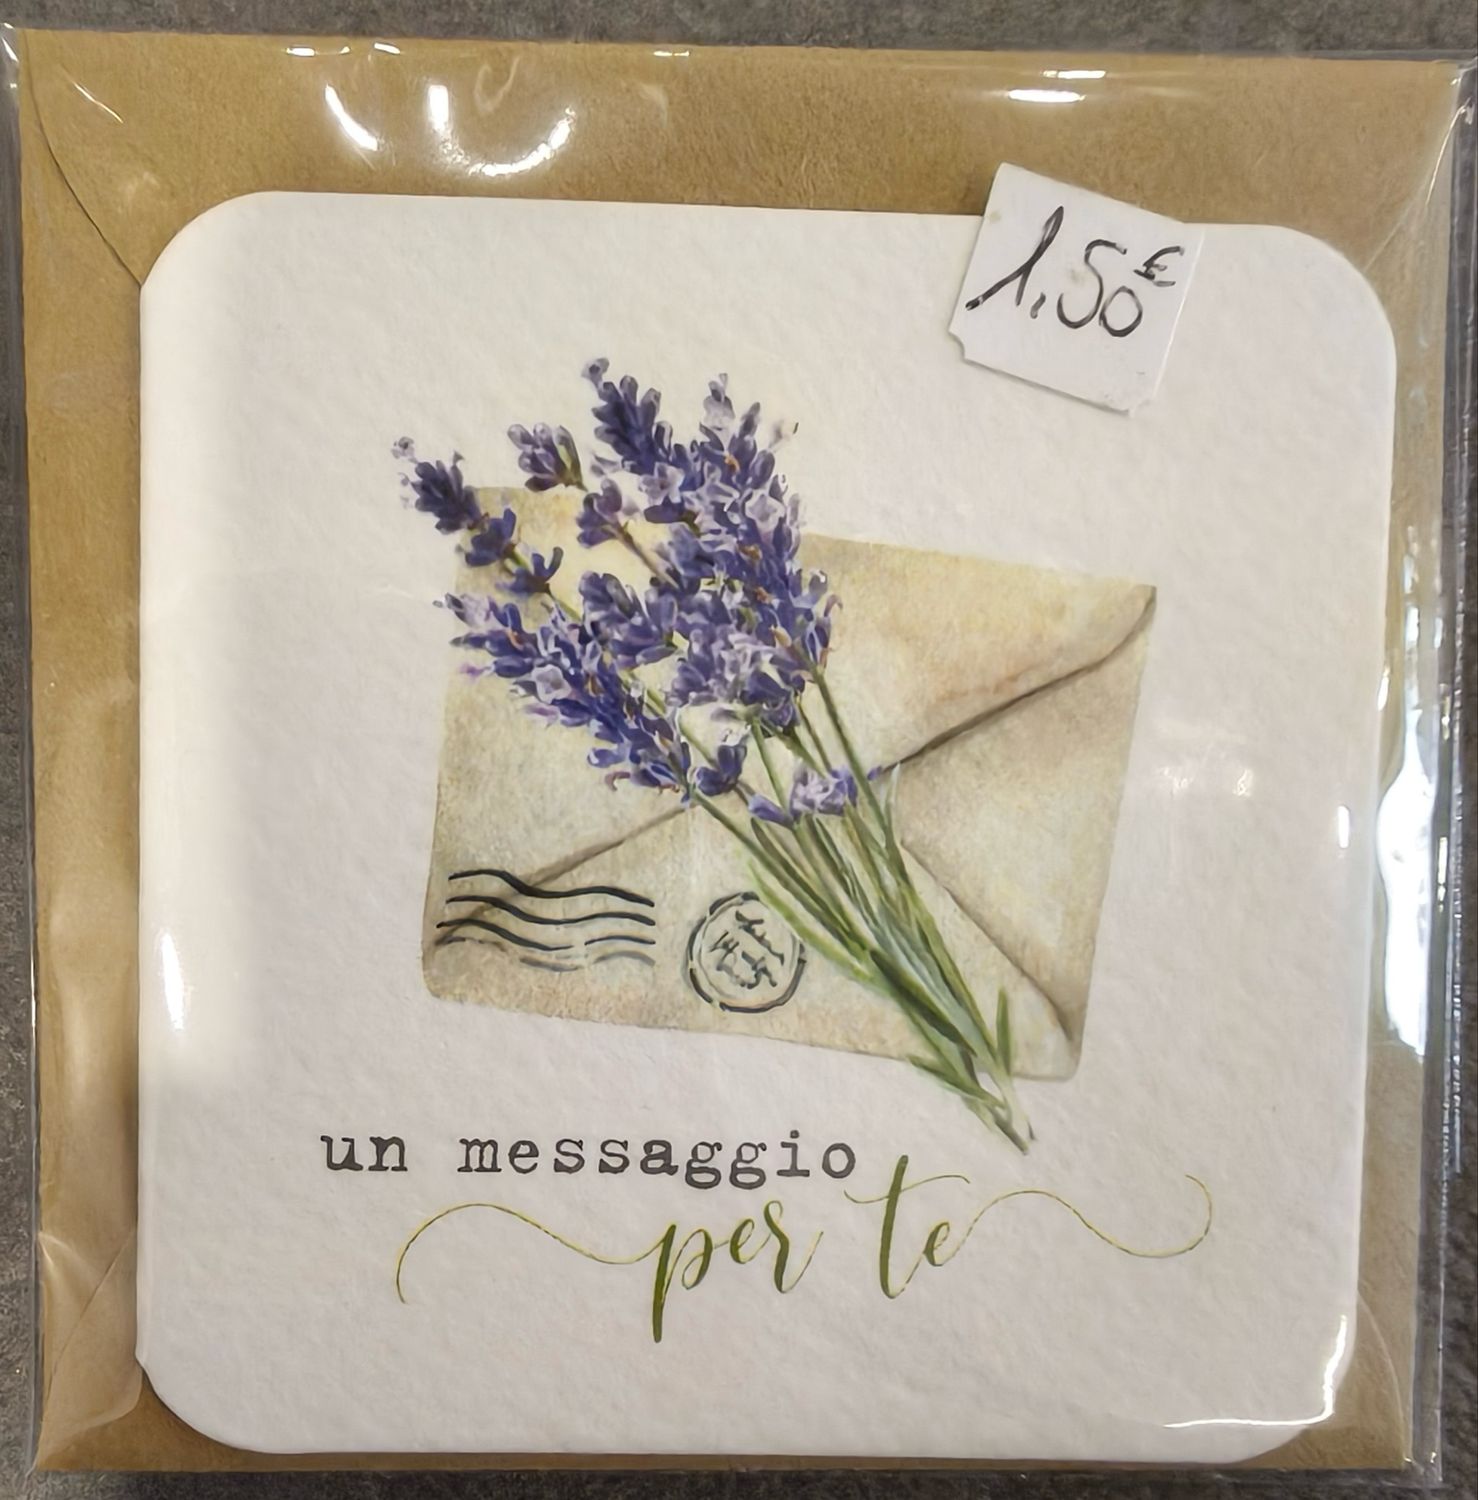 1,50€
un messaggio
per te